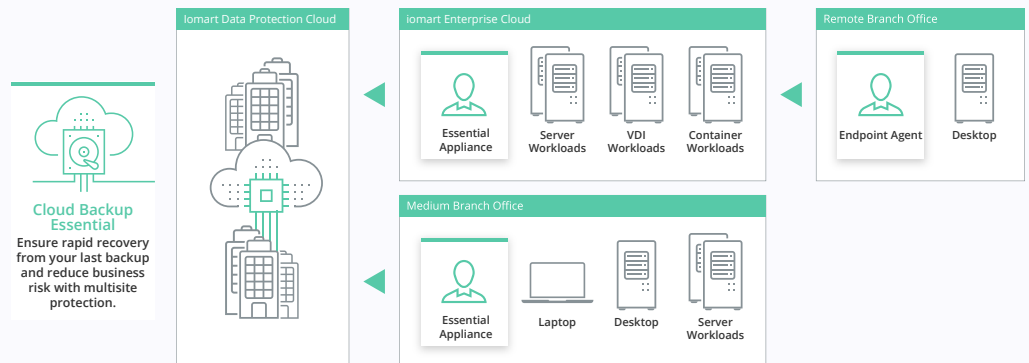 Iomart Data Protection Cloud
iomart Enterprise Cloud
Remote Branch Office
Essential
Appliance
Server
Workloads
VDI
Workloads
Container
Workloads
Endpoint Agent
Desktop
Cloud Backup
Essential
Ensure rapid recovery
from your last backup
and reduce business
risk with multisite
protection.
Medium Branch Office
Essential
Appliance
Laptop
Desktop
Server
Workloads